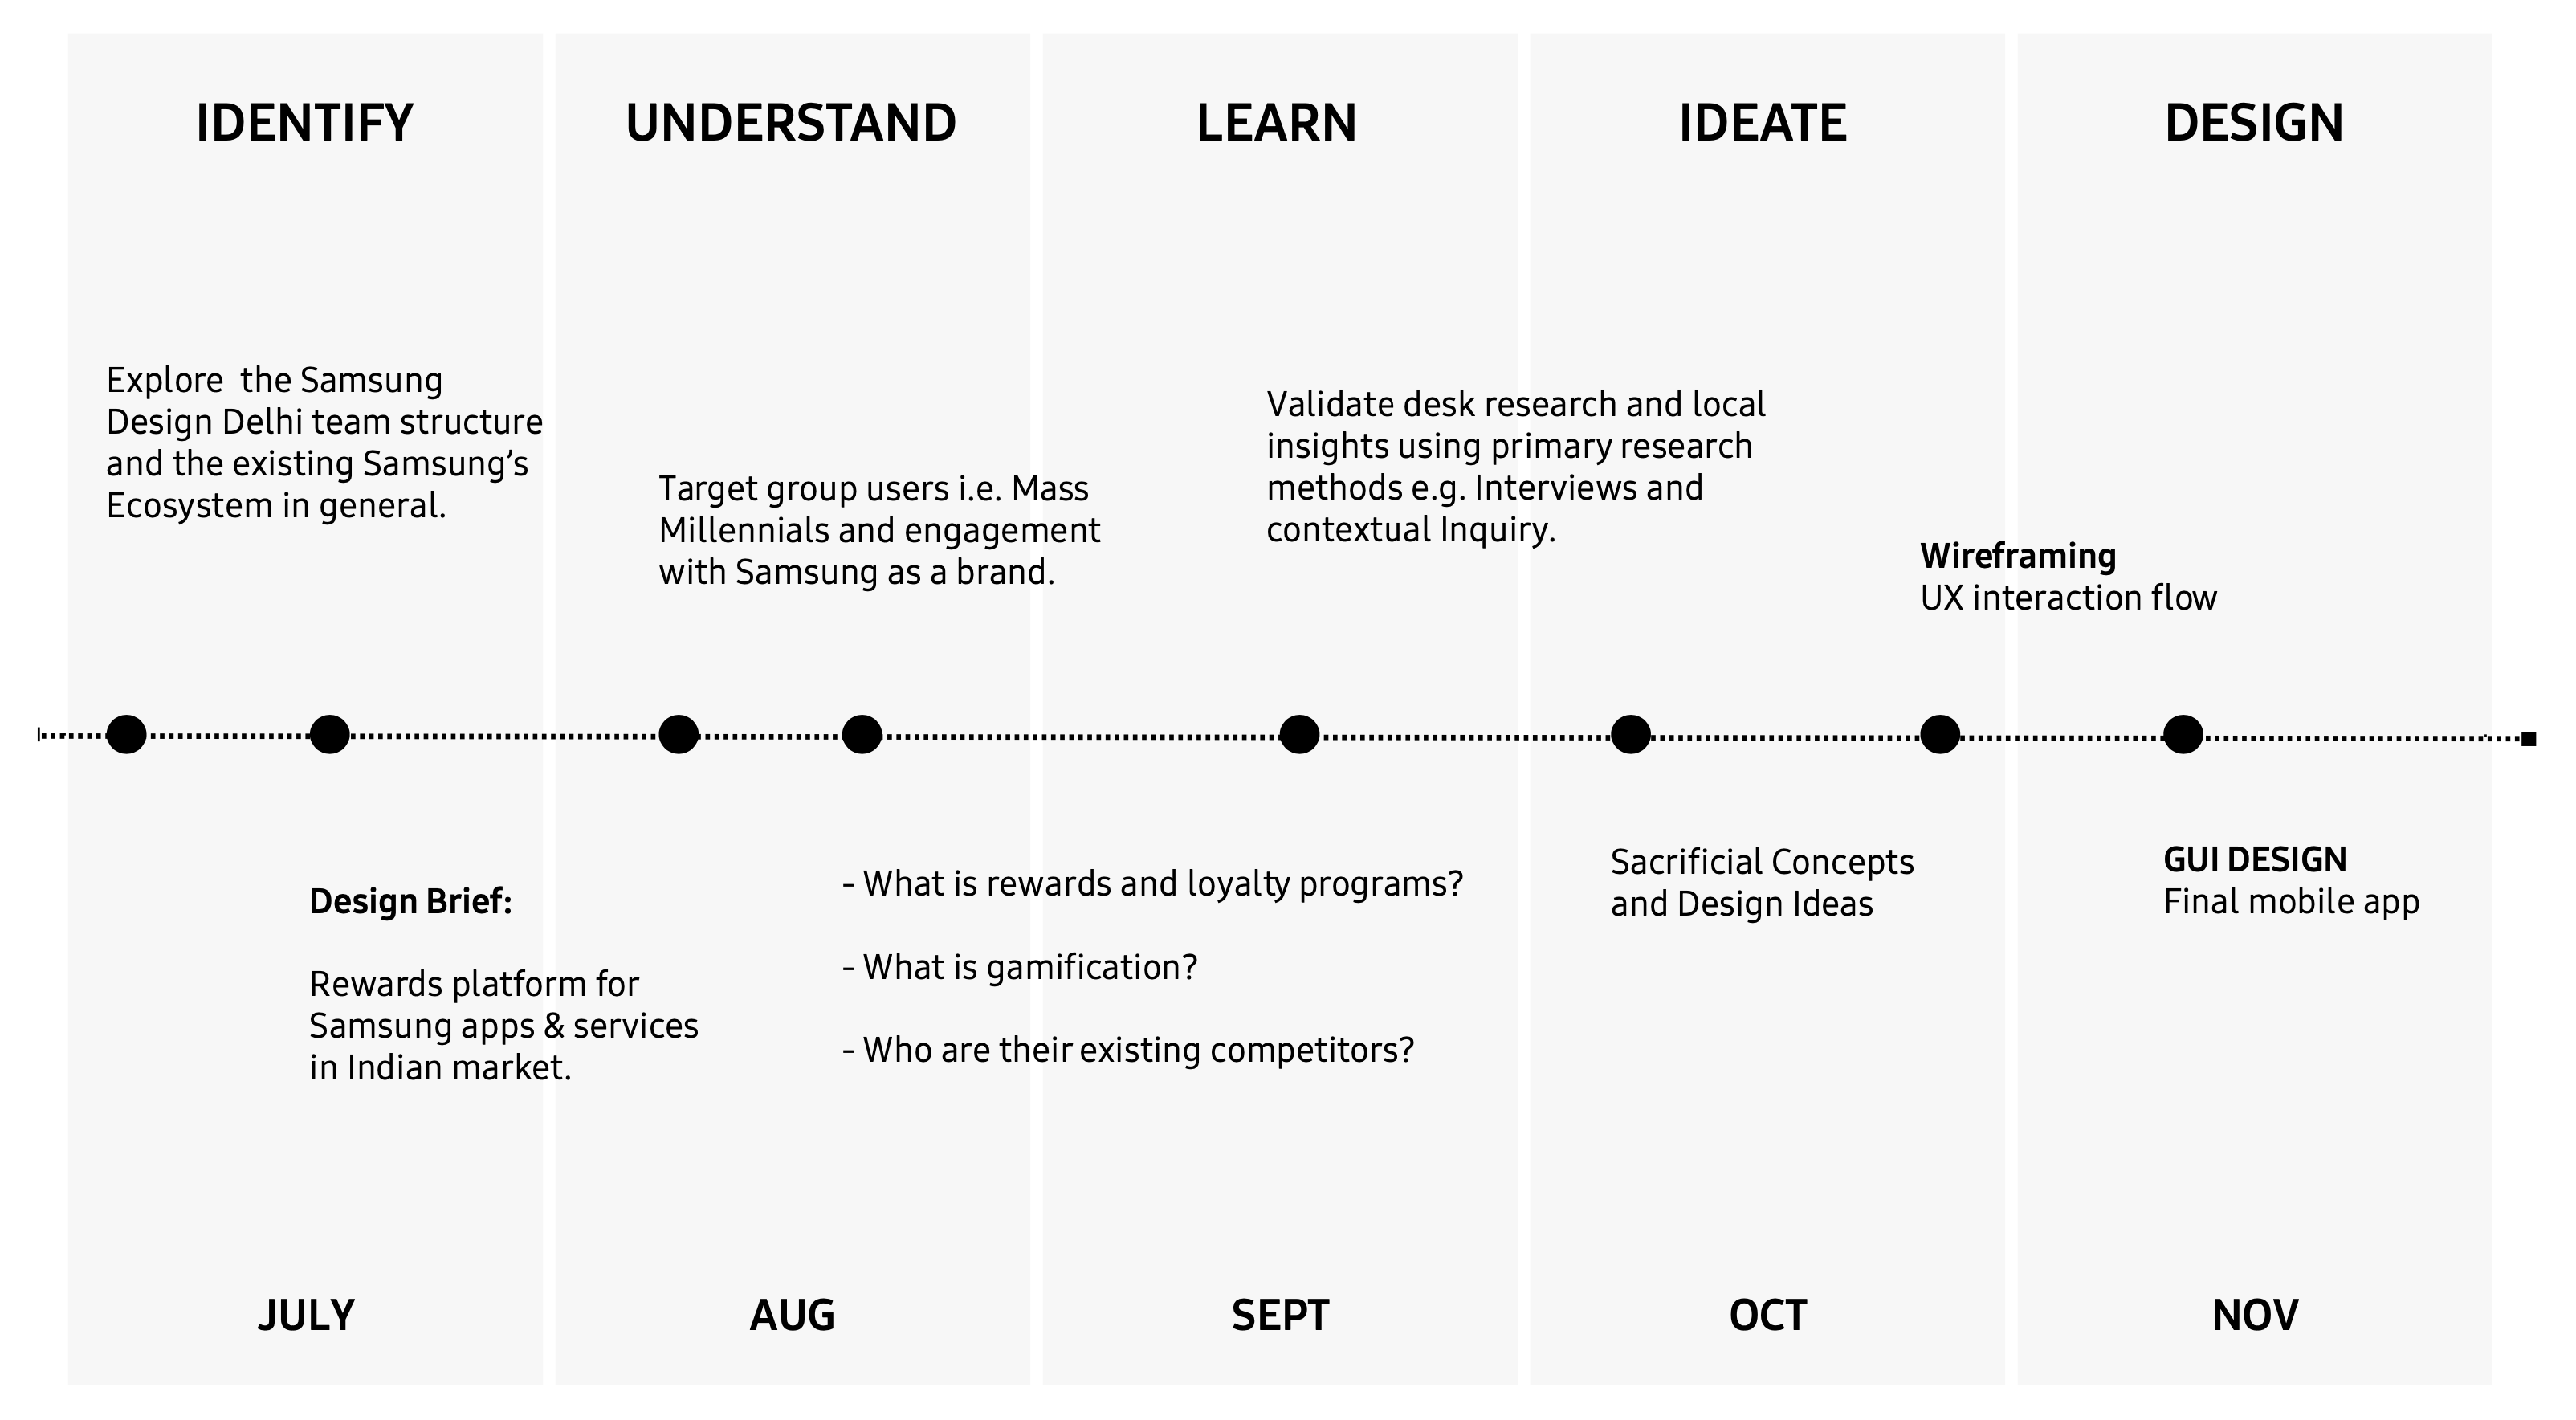 IDENTIFY
UNDERSTAND
LEARN
IDEATE
DESIGN
Explore the Samsung
Design Delhi team structure
and the existing Samsung’s
Ecosystem in general.
Target group users i.e. Mass
Millennials and engagement
with Samsung as a brand.
Validate desk research and local
insights using primary research
methods e.g. Interviews and
contextual Inquiry.
Wireframing
UX interaction flow
Design Brief:
Rewards platform for
Samsung apps & services
in Indian market.
- What is rewards and loyalty programs?
- What is gamification?
- Who are their existing competitors?
Sacrificial Concepts
and Design Ideas
GUI DESIGN
Final mobile app
JULY
AUG
SEPT
OCT
NOV